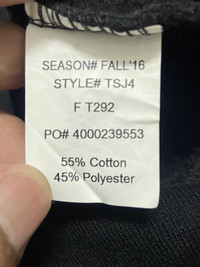 SEASON# FALL'16
STYLE# TSJ4
F T292
PO# 4000239553
55% Cotton
45% Polyester